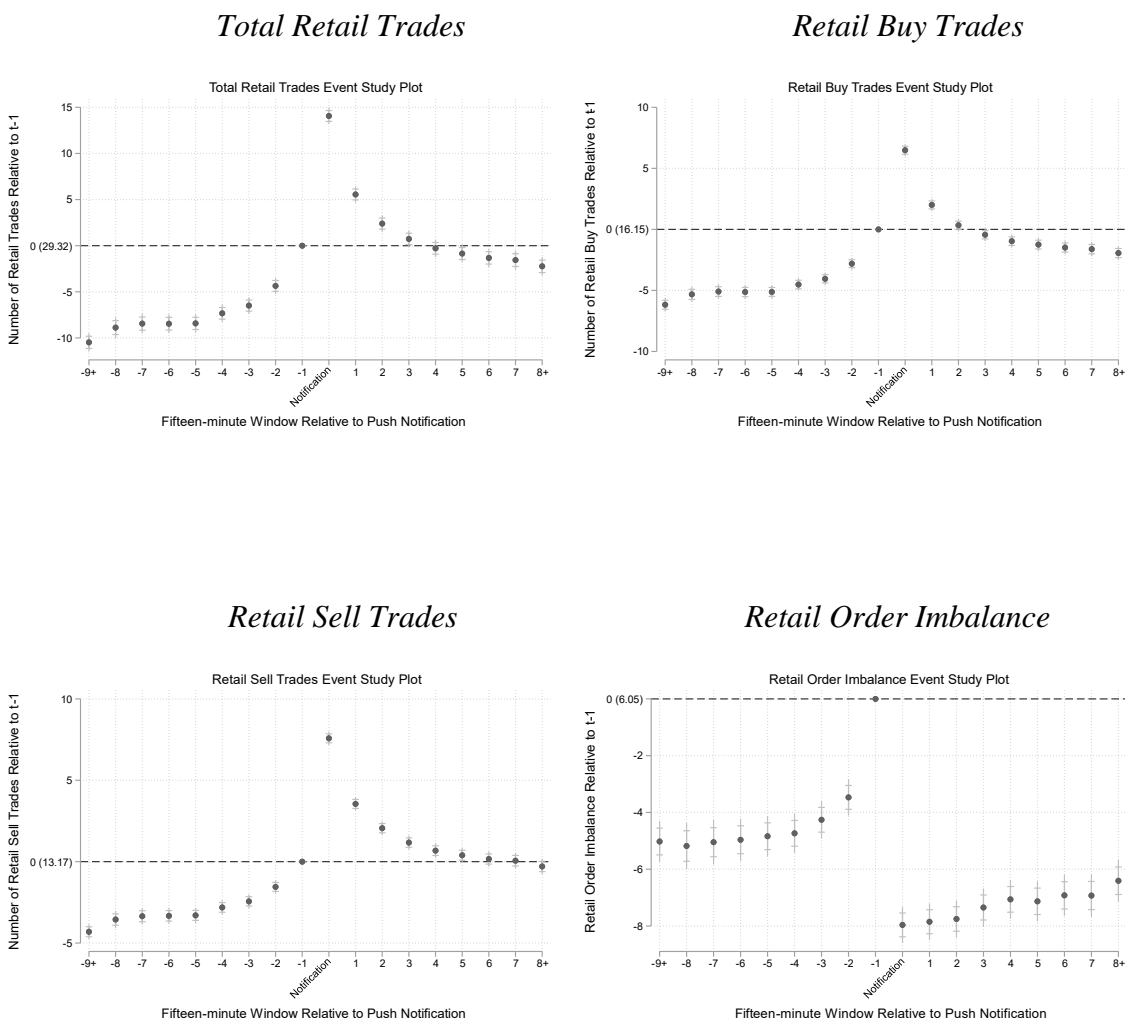 Total Retail Trades
Total Retail Trades Event Study Plot
Number of Retail Trades Relative to t-1
15
10
5
0 (29.32)
-5
-10
-9+ -8 -7 -6 -5 -4 -3 -2 -1 Notification 1 2 3 4 5 6 7 8+
Fifteen-minute Window Relative to Push Notification
Retail Buy Trades
Retail Buy Trades Event Study Plot
Number of Retail Buy Trades Relative to t-1
10
5
0 (16.15)
-5
-10
-9+ -8 -7 -6 -5 -4 -3 -2 -1 Notification 1 2 3 4 5 6 7 8+
Fifteen-minute Window Relative to Push Notification
Retail Sell Trades
Retail Sell Trades Event Study Plot
Number of Retail Sell Trades Relative to t-1
10
5
0 (13.17)
-5
-9+ -8 -7 -6 -5 -4 -3 -2 -1 Notification 1 2 3 4 5 6 7 8+
Fifteen-minute Window Relative to Push Notification
Retail Order Imbalance
Retail Order Imbalance Event Study Plot
Retail Order Imbalance Relative to t-1
0 (6.05)
-2
-4
-6
-8
-9+ -8 -7 -6 -5 -4 -3 -2 -1 Notification 1 2 3 4 5 6 7 8+
Fifteen-minute Window Relative to Push Notification